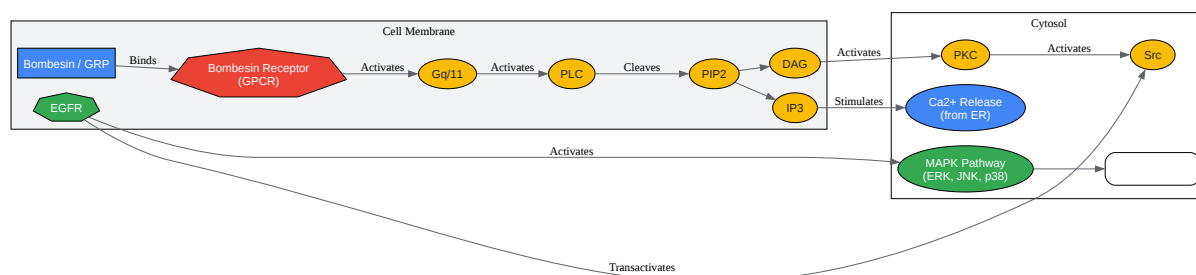 Cell Membrane
Cytosol
Bombesin / GRP
Binds
Bombesin Receptor
(GPCR)
Activates
Gq/11
Activates
PLC
Cleaves
PIP2
DAG
Activates
PKC
Activates
Src
EGFR
IP3
Stimulates
Ca2+ Release
(from ER)
Activates
MAPK Pathway
(ERK, JNK, p38)
Transactivates